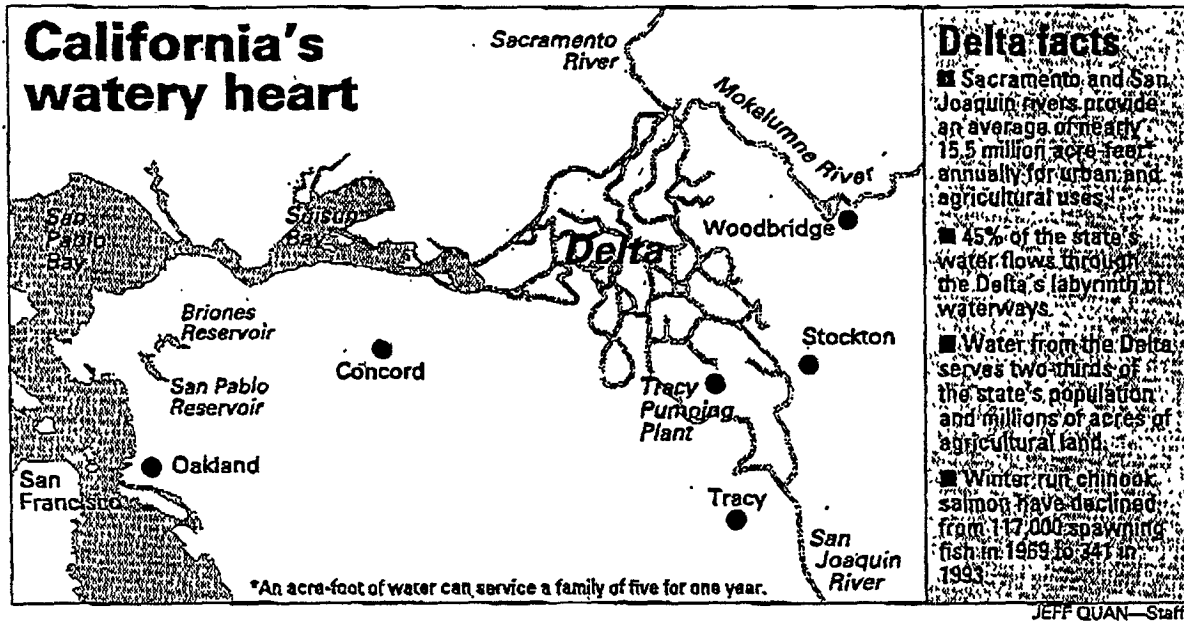 California's
watery heart
Sacramento
River
Mokelumne River
San
Pablo
Bay
Suisun
Bay
Delta
Woodbridge
Briones
Reservoir
San Pablo
Reservoir
Concord
Stockton
Tracy
Pumping
Plant
Oakland
San
Francisco
Tracy
San
Joaquin
River
*An acre-foot of water can service a family of five for one year.
Delta facts
■ Sacramento and San
Joaquin rivers provide
an average of nearly
15.5 million acre-feet*
annually for urban and
agricultural uses.
■ 45% of the state's
water flows through
the Delta's labyrinth of
waterways.
■ Water from the Delta
serves two-thirds of
the state's population
and millions of acres of
agricultural land.
■ Winter run chinook
salmon have declined
from 117,000 spawning
fish in 1969 to 341 in
1993.
JEFF QUAN—Staff